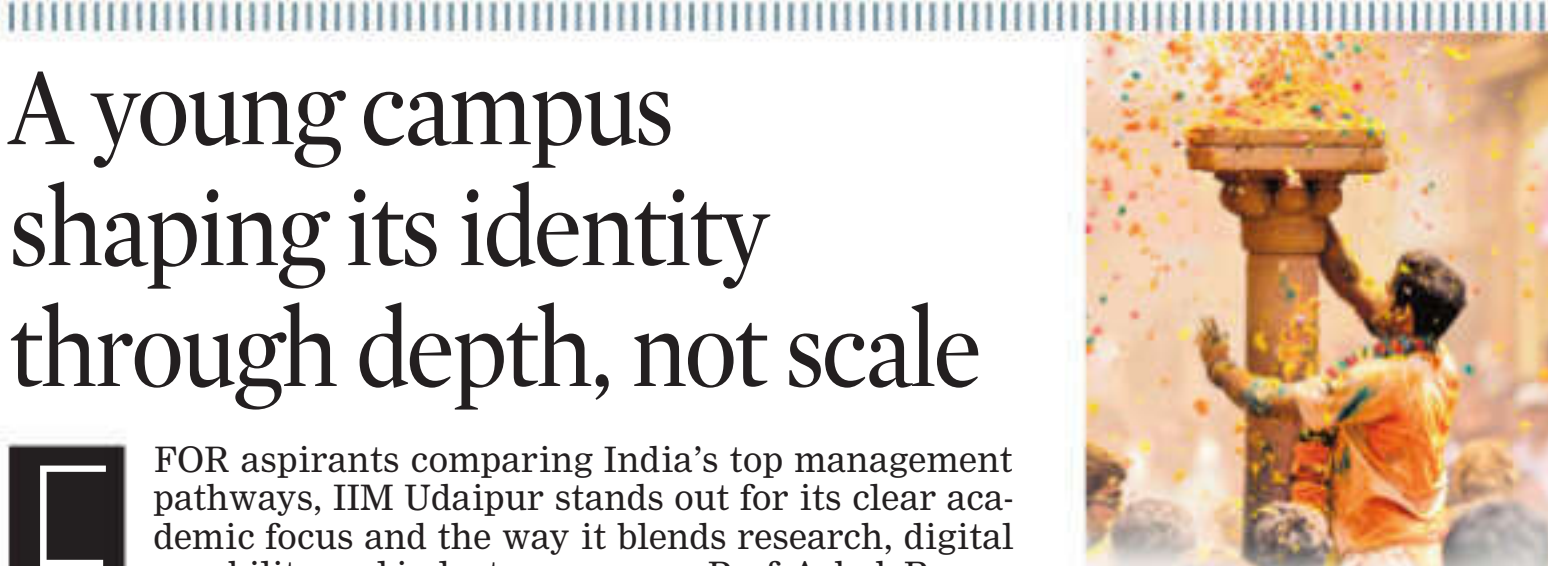 A young campus
shaping its identity
through depth, not scale
F
FOR aspirants comparing India's top management
pathways, IIM Udaipur stands out for its clear aca-
demic focus and the way it blends research, digital